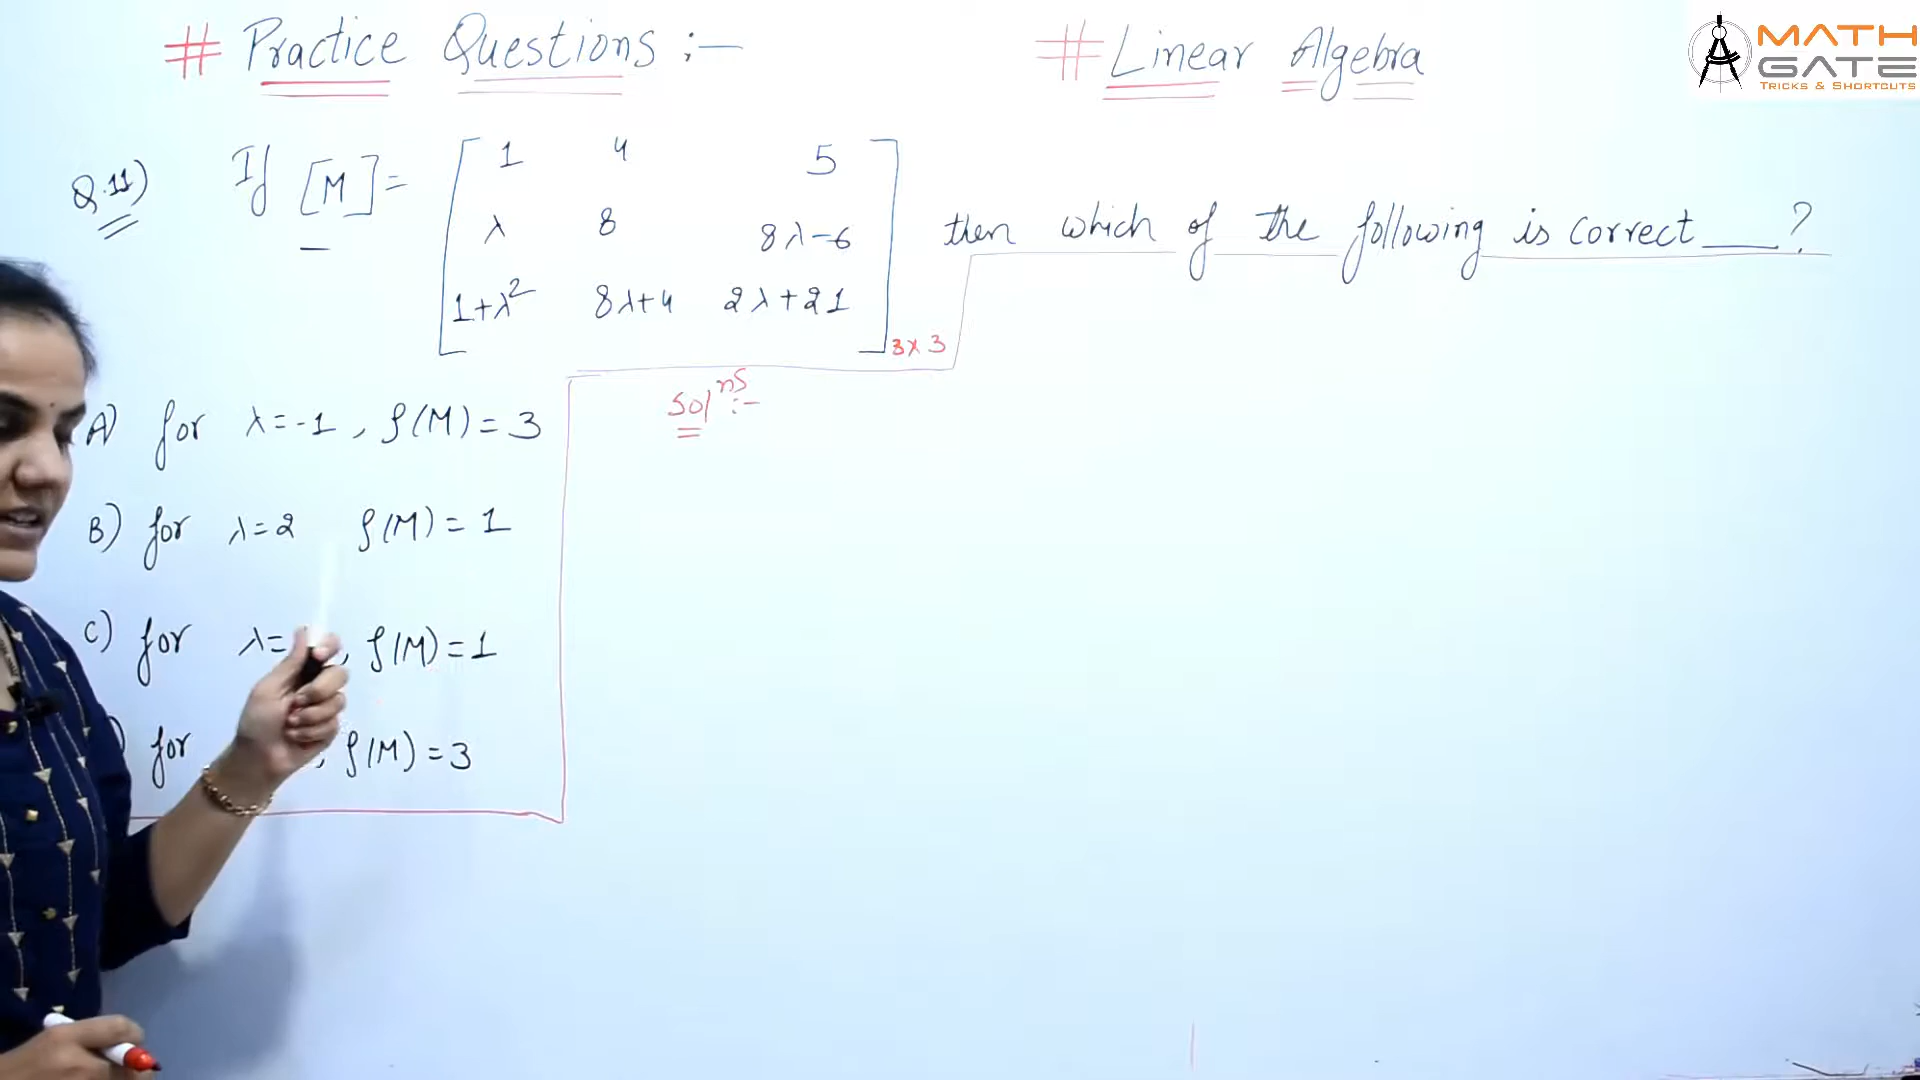 # Practice Questions :-
# Linear Algebra
MATH GATE
Tricks & Shortcuts
Q.11) If [M] = [ 1 4 5
λ 8 8λ-6
1+λ² 8λ+4 2λ+21 ]3×3
then which of the following is correct ___?
Solⁿs :-
A) for λ=-1, ρ(M)=3
B) for λ=2 ρ(M)=1
C) for λ= , ρ(M)=1
) for , ρ(M)=3